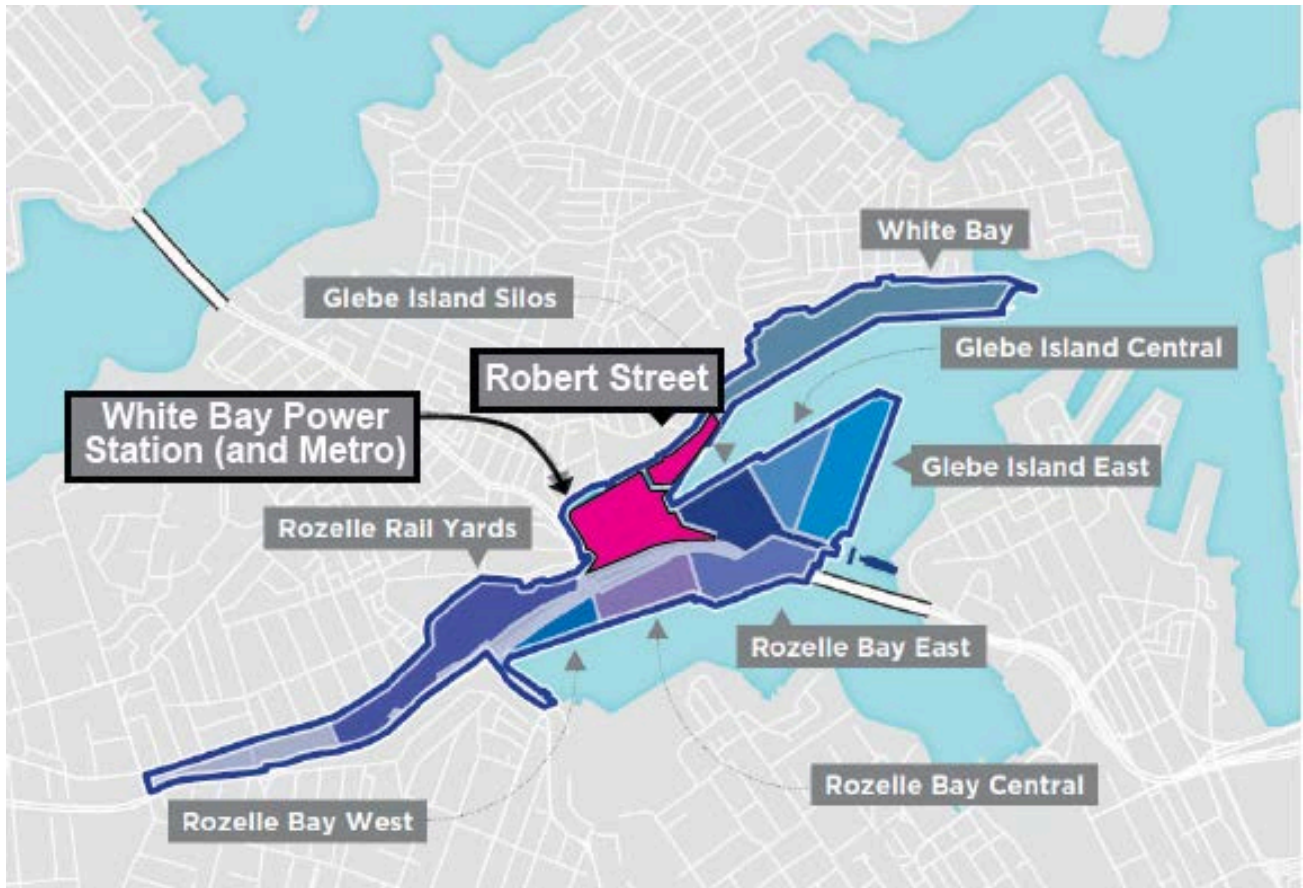 White Bay
Glebe Island Silos
Glebe Island Central
Robert Street
White Bay Power
Station (and Metro)
Glebe Island East
Rozelle Rail Yards
Rozelle Bay East
Rozelle Bay Central
Rozelle Bay West